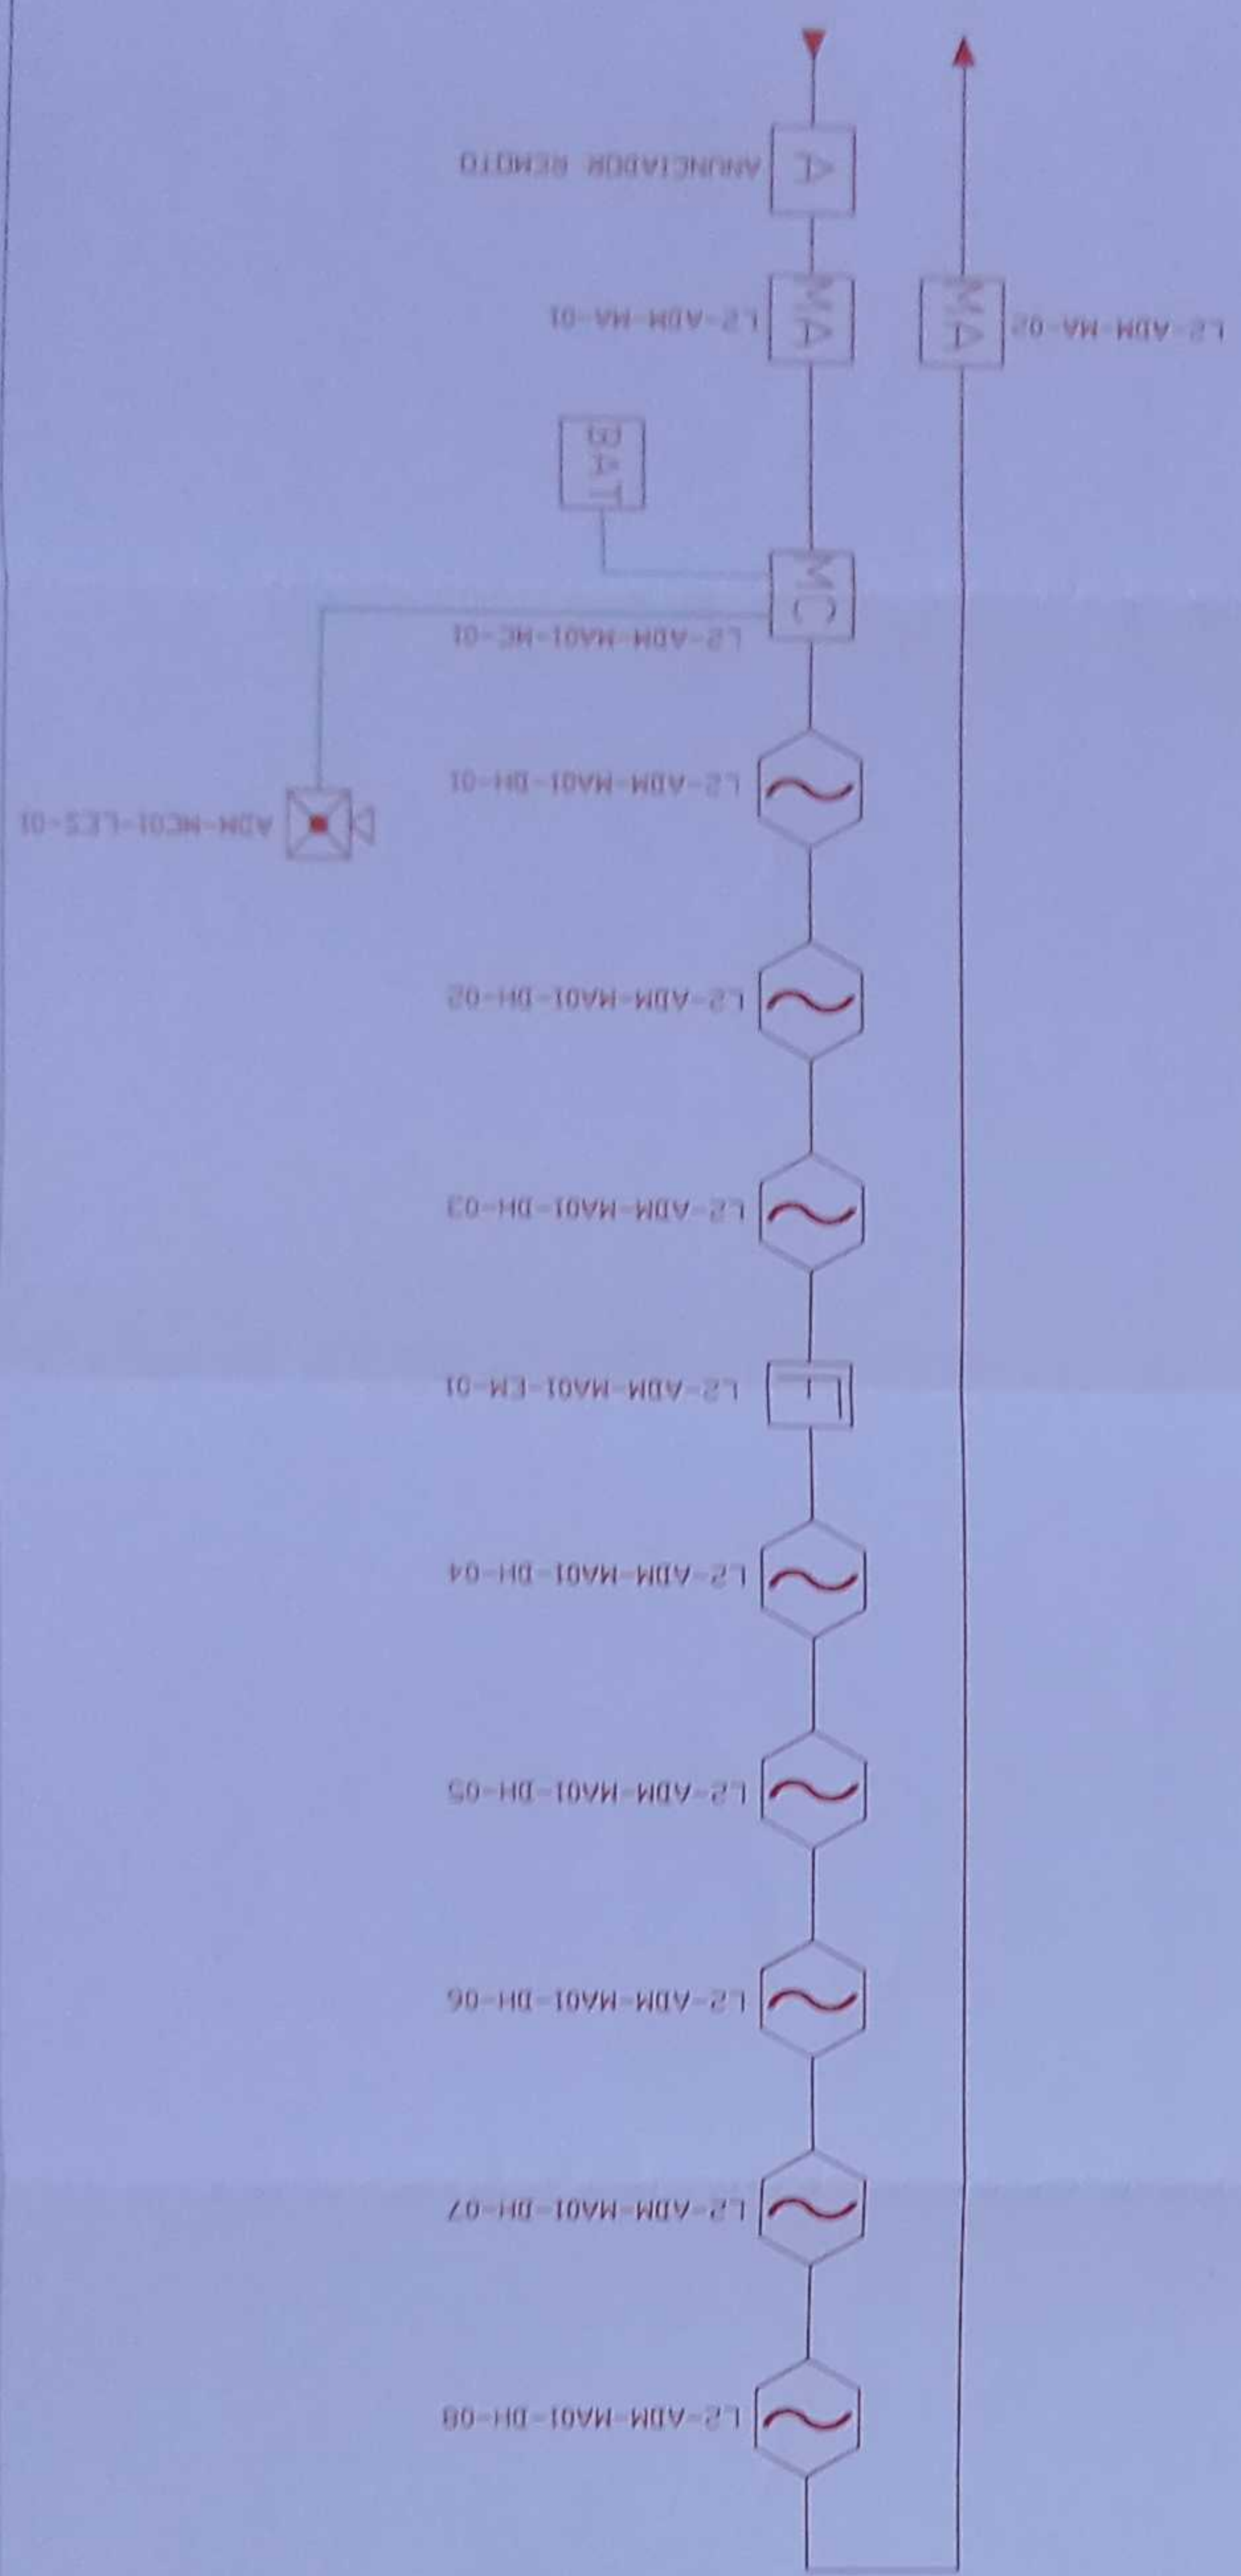 ANUNCIADOR REMOTO
A
L2-ADM-MA-01
MA
MA
L2-ADM-MA-02
BAT
MC
L2-ADM-MA01-MC-01
L2-ADM-MA01-DH-01
ADM-MC01-LES-01
L2-ADM-MA01-DH-02
L2-ADM-MA01-DH-03
L2-ADM-MA01-EM-01
L2-ADM-MA01-DH-04
L2-ADM-MA01-DH-05
L2-ADM-MA01-DH-06
L2-ADM-MA01-DH-07
L2-ADM-MA01-DH-08